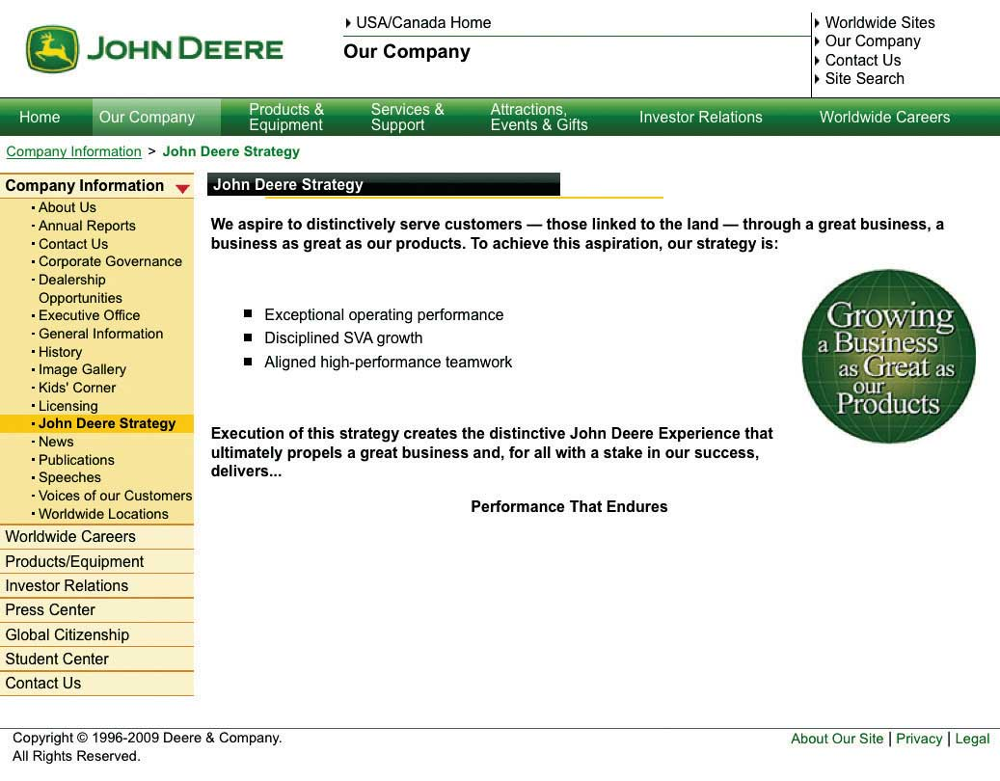 JOHN DEERE
USA/Canada Home
Our Company
Worldwide Sites
Our Company
Contact Us
Site Search
Home
Our Company
Products &
Equipment
Services &
Support
Attractions,
Events & Gifts
Investor Relations
Worldwide Careers
Company Information > John Deere Strategy
Company Information
· About Us
· Annual Reports
· Contact Us
· Corporate Governance
· Dealership
Opportunities
· Executive Office
· General Information
· History
· Image Gallery
· Kids' Corner
· Licensing
· John Deere Strategy
· News
· Publications
· Speeches
· Voices of our Customers
· Worldwide Locations
Worldwide Careers
Products/Equipment
Investor Relations
Press Center
Global Citizenship
Student Center
Contact Us
John Deere Strategy
We aspire to distinctively serve customers — those linked to the land — through a great business, a
business as great as our products. To achieve this aspiration, our strategy is:
■ Exceptional operating performance
■ Disciplined SVA growth
■ Aligned high-performance teamwork
Growing
a Business
as Great as
our
Products
Execution of this strategy creates the distinctive John Deere Experience that
ultimately propels a great business and, for all with a stake in our success,
delivers...
Performance That Endures
Copyright © 1996-2009 Deere & Company.
All Rights Reserved.
About Our Site | Privacy | Legal